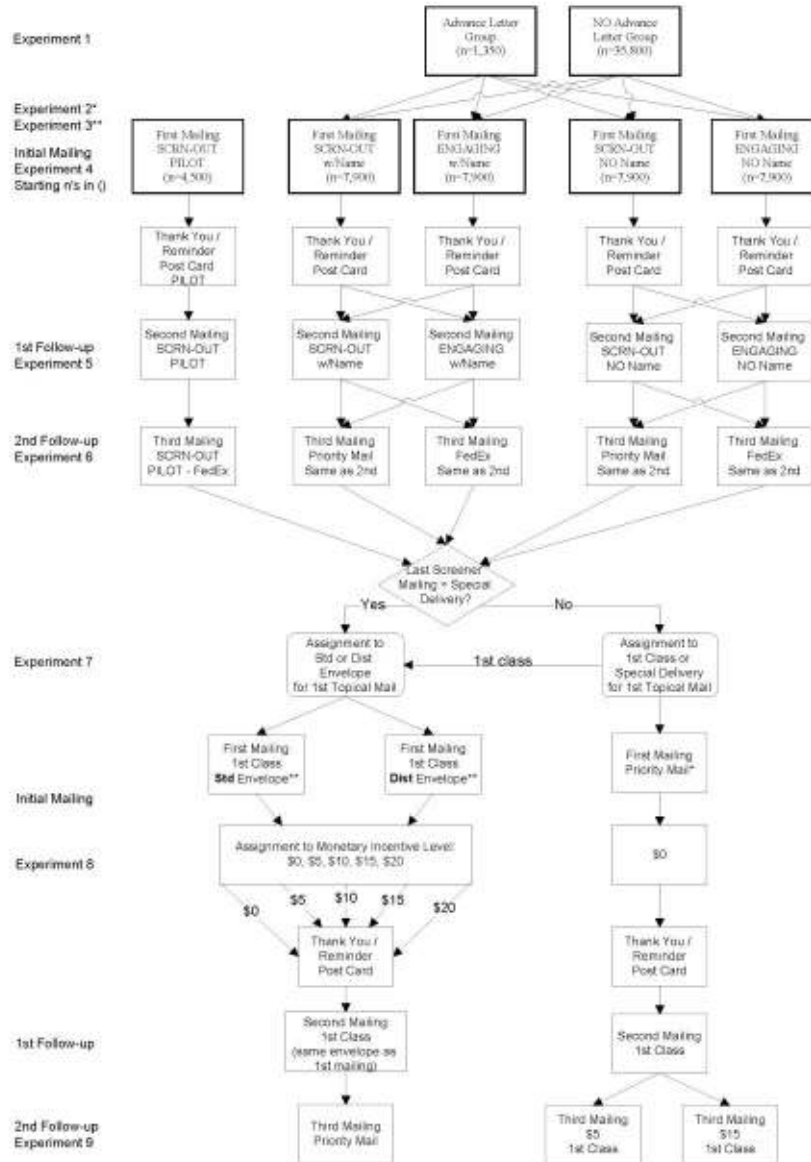 Experiment 1
Advance Letter
Group
(n=1,350)
NO Advance
Letter Group
(n=35,800)
Experiment 2*
Experiment 3**
Initial Mailing
Experiment 4
Starting n's in ()
First Mailing
SCRN-OUT
PILOT
(n=4,500)
First Mailing
SCRN-OUT
w/Name
(n=7,900)
First Mailing
ENGAGING
w/Name
(n=7,900)
First Mailing
SCRN-OUT
NO Name
(n=7,900)
First Mailing
ENGAGING
NO Name
(n=7,900)
Thank You /
Reminder
Post Card
PILOT
Thank You /
Reminder
Post Card
Thank You /
Reminder
Post Card
Thank You /
Reminder
Post Card
Thank You /
Reminder
Post Card
1st Follow-up
Experiment 5
Second Mailing
SCRN-OUT
PILOT
Second Mailing
SCRN-OUT
w/Name
Second Mailing
ENGAGING
w/Name
Second Mailing
SCRN-OUT
NO Name
Second Mailing
ENGAGING
NO Name
2nd Follow-up
Experiment 6
Third Mailing
SCRN-OUT
PILOT - FedEx
Third Mailing
Priority Mail
Same as 2nd
Third Mailing
FedEx
Same as 2nd
Third Mailing
Priority Mail
Same as 2nd
Third Mailing
FedEx
Same as 2nd
Last Screener
Mailing = Special
Delivery?
Yes
No
Experiment 7
Assignment to
Std or Dist
Envelope
for 1st Topical Mail
1st class
Assignment to
1st Class or
Special Delivery
for 1st Topical Mail
Initial Mailing
First Mailing
1st Class
Std Envelope**
First Mailing
1st Class
Dist Envelope**
First Mailing
Priority Mail*
Experiment 8
Assignment to Monetary Incentive Level:
$0, $5, $10, $15, $20
$0
$0
$5
$10
$15
$20
Thank You /
Reminder
Post Card
Thank You /
Reminder
Post Card
1st Follow-up
Second Mailing
1st Class
(same envelope as
1st mailing)
Second Mailing
1st Class
2nd Follow-up
Experiment 9
Third Mailing
Priority Mail
Third Mailing
$5
1st Class
Third Mailing
$15
1st Class